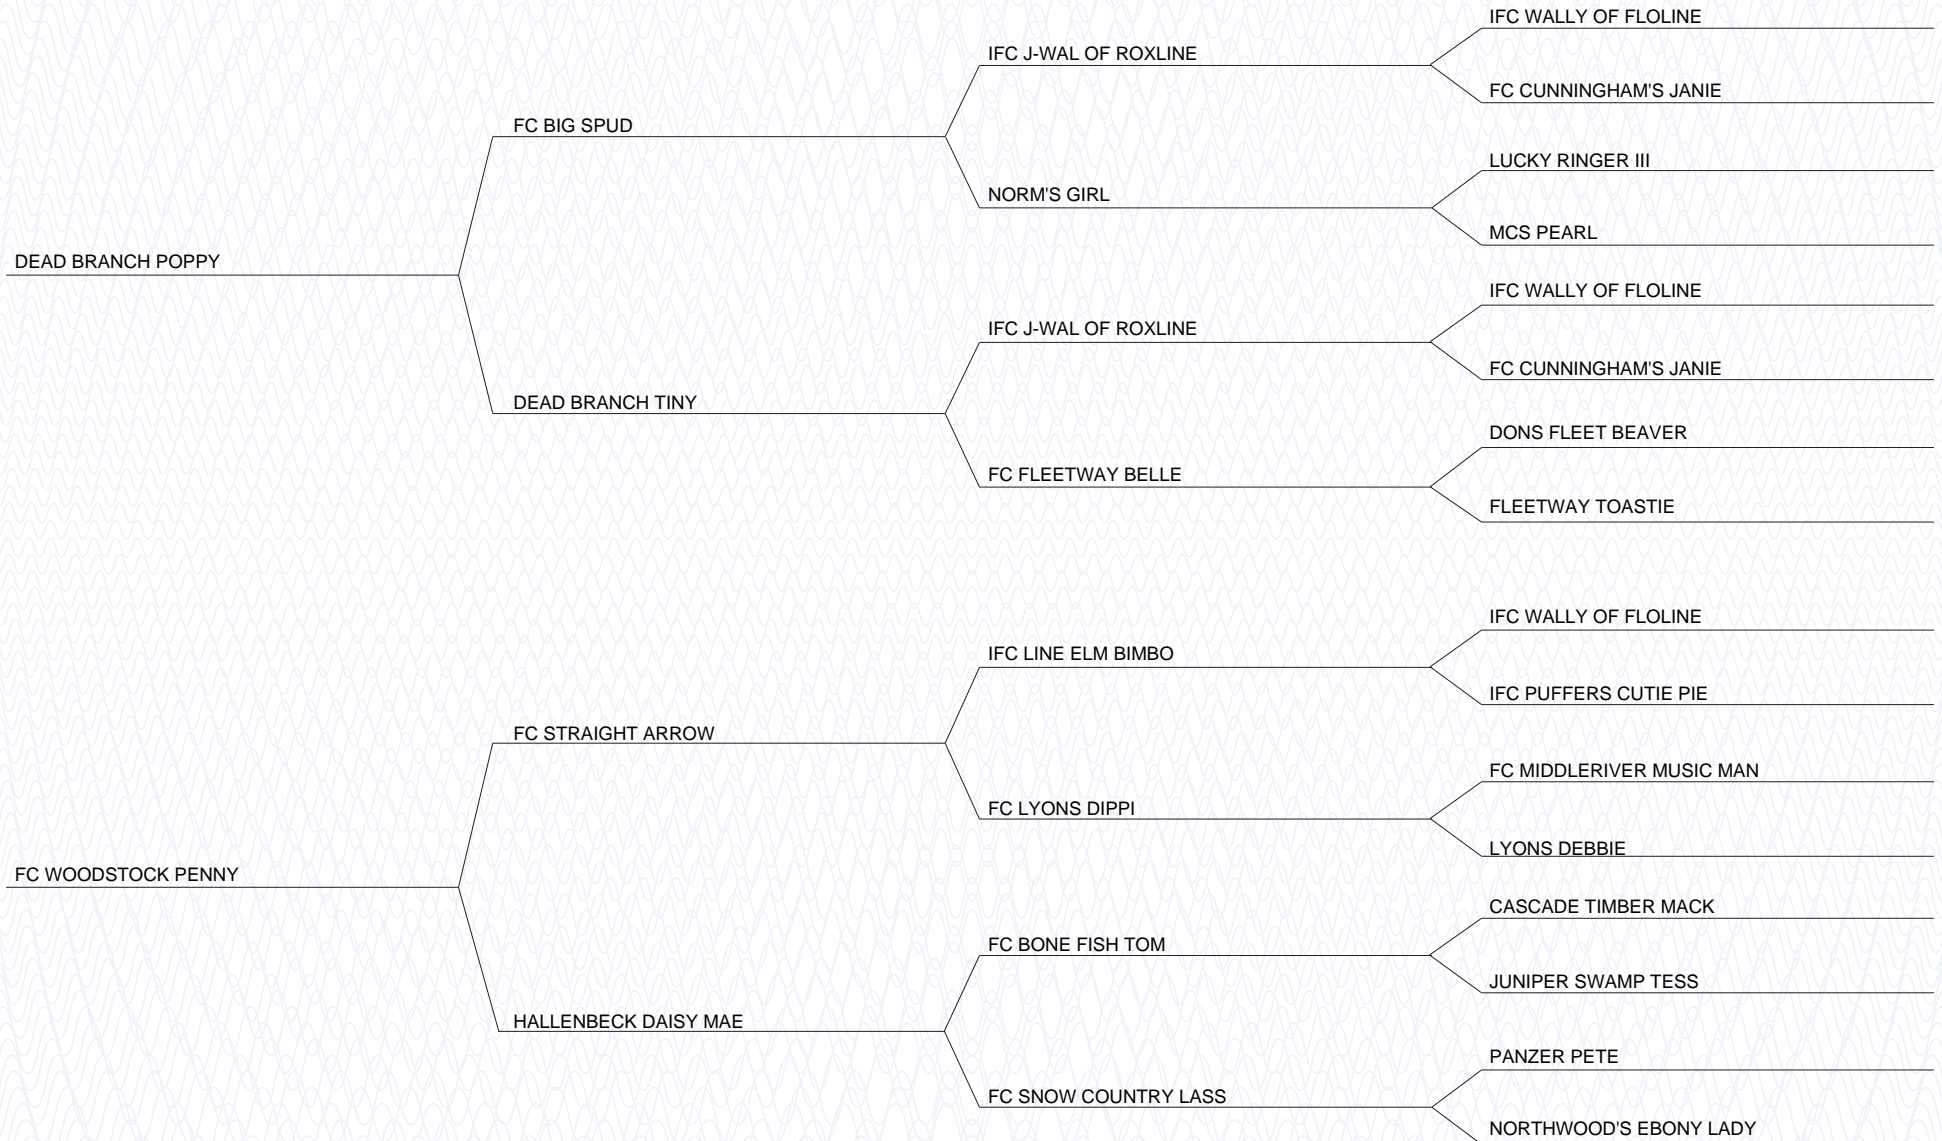 IFC WALLY OF FLOLINE
IFC J-WAL OF ROXLINE
FC CUNNINGHAM'S JANIE
FC BIG SPUD
LUCKY RINGER III
NORM'S GIRL
MCS PEARL
DEAD BRANCH POPPY
IFC WALLY OF FLOLINE
IFC J-WAL OF ROXLINE
FC CUNNINGHAM'S JANIE
DEAD BRANCH TINY
DONS FLEET BEAVER
FC FLEETWAY BELLE
FLEETWAY TOASTIE
IFC WALLY OF FLOLINE
IFC LINE ELM BIMBO
IFC PUFFERS CUTIE PIE
FC STRAIGHT ARROW
FC MIDDLERIVER MUSIC MAN
FC LYONS DIPPI
LYONS DEBBIE
FC WOODSTOCK PENNY
CASCADE TIMBER MACK
FC BONE FISH TOM
JUNIPER SWAMP TESS
HALLENBECK DAISY MAE
PANZER PETE
FC SNOW COUNTRY LASS
NORTHWOOD'S EBONY LADY